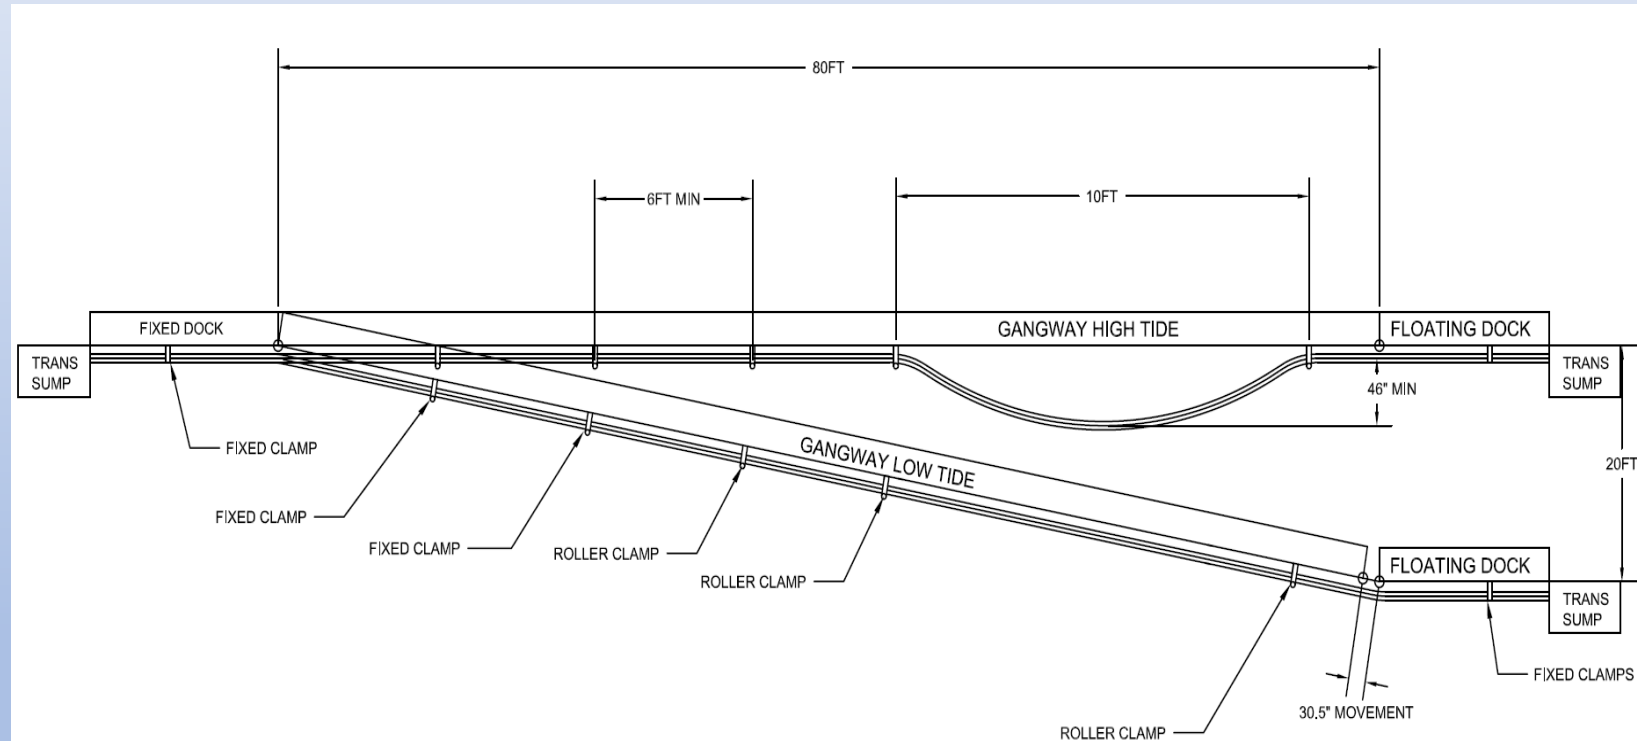 80FT
6FT MIN
10FT
FIXED DOCK
GANGWAY HIGH TIDE
FLOATING DOCK
TRANS
SUMP
TRANS
SUMP
46" MIN
FIXED CLAMP
GANGWAY LOW TIDE
20FT
FIXED CLAMP
FIXED CLAMP
ROLLER CLAMP
ROLLER CLAMP
FLOATING DOCK
TRANS
SUMP
FIXED CLAMPS
30.5" MOVEMENT
ROLLER CLAMP